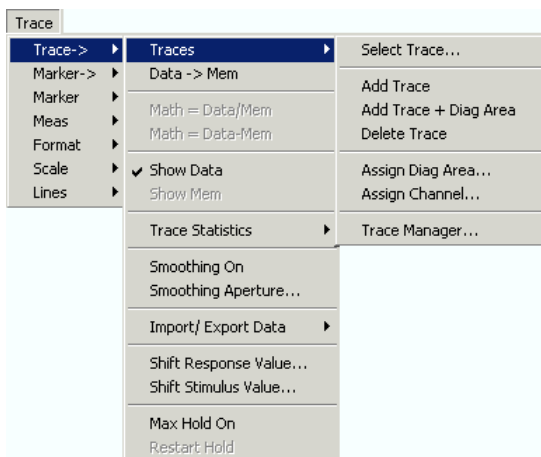 Trace
Trace->
Marker->
Marker
Meas
Format
Scale
Lines
Traces
Data -> Mem
Math = Data/Mem
Math = Data-Mem
Show Data
Show Mem
Trace Statistics
Smoothing On
Smoothing Aperture...
Import/ Export Data
Shift Response Value...
Shift Stimulus Value...
Max Hold On
Restart Hold
Select Trace...
Add Trace
Add Trace + Diag Area
Delete Trace
Assign Diag Area...
Assign Channel...
Trace Manager...